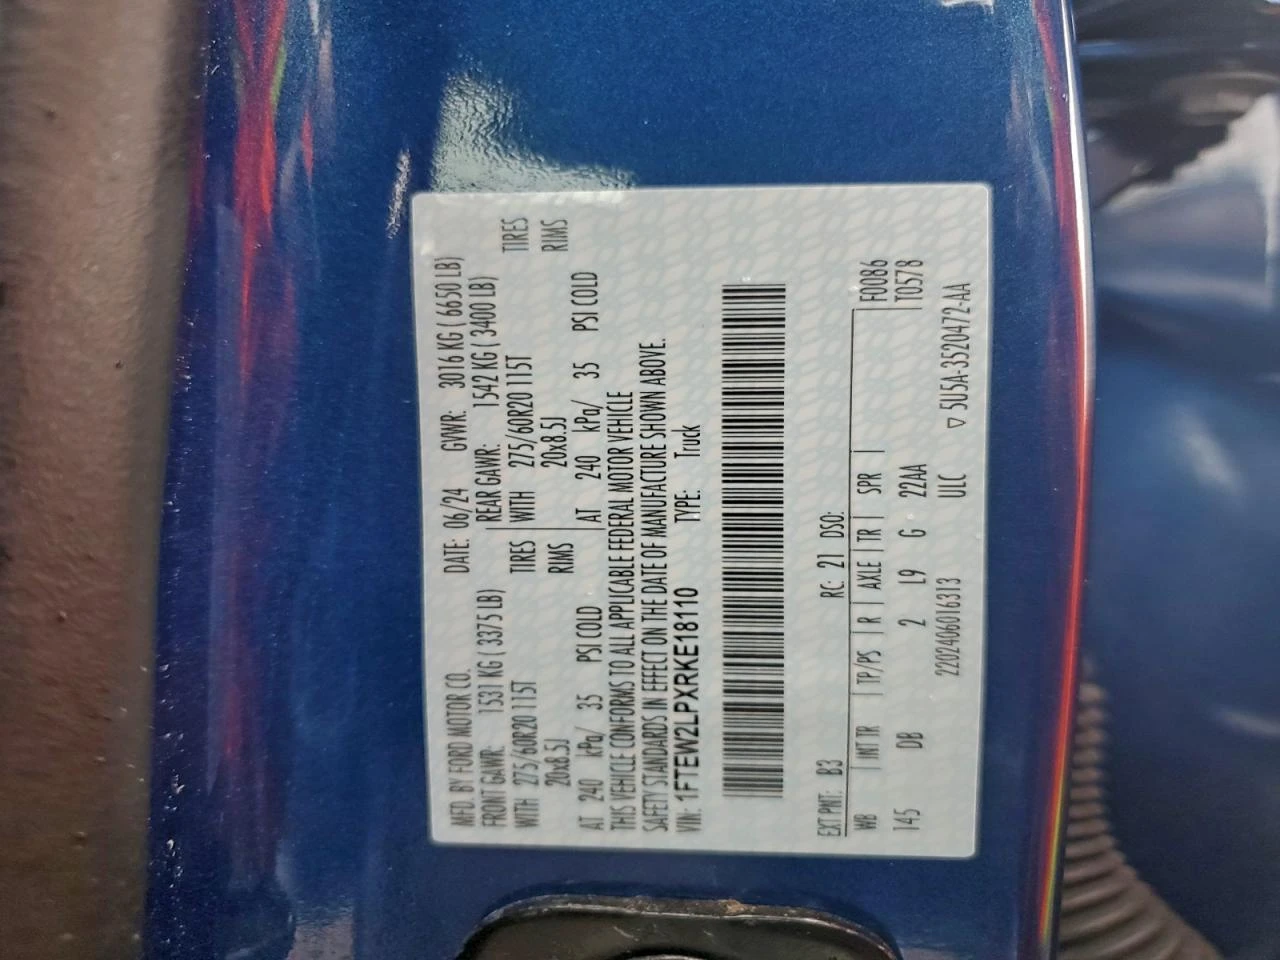 MFD. BY FORD MOTOR CO. DATE: 06/24 GVWR: 3016 KG ( 6650 LB)
FRONT GAWR: 1531 KG ( 3375 LB) REAR GAWR: 1542 KG ( 3400 LB)
WITH 275/60R20 115T TIRES WITH 275/60R20 115T TIRES
20x8.5J RIMS 20x8.5J RIMS
AT 240 kPa/ 35 PSI COLD AT 240 kPa/ 35 PSI COLD
THIS VEHICLE CONFORMS TO ALL APPLICABLE FEDERAL MOTOR VEHICLE
SAFETY STANDARDS IN EFFECT ON THE DATE OF MANUFACTURE SHOWN ABOVE.
VIN: 1FTEW2LPXRKE18110 TYPE: Truck
EXT PNT: B3 RC: 21 DSO:
WB INT TR TP/PS R AXLE TR SPR F0086
145 DB 2 L9 G 22AA T0578
2202406016313 ULC ▽ 5U5A-3520472-AA